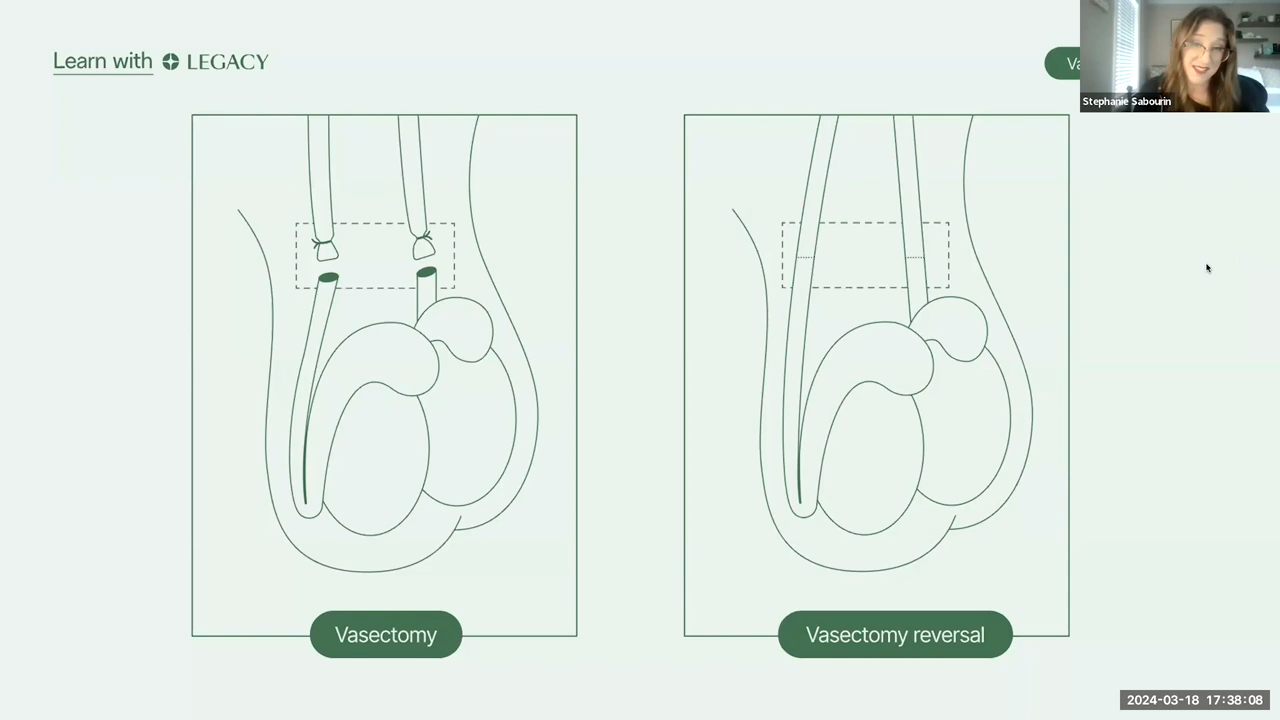 Learn with LEGACY
Stephanie Sabourin
Vasectomy
Vasectomy reversal
2024-03-18 17:38:08